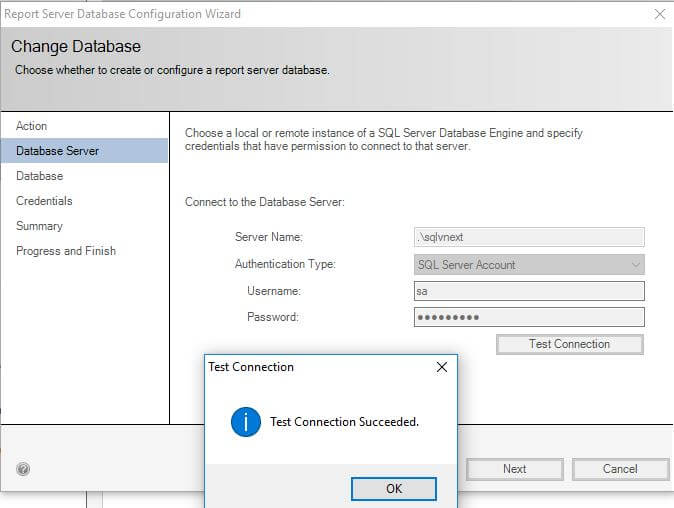 Report Server Database Configuration Wizard
Change Database
Choose whether to create or configure a report server database.
Action
Database Server
Database
Credentials
Summary
Progress and Finish
Choose a local or remote instance of a SQL Server Database Engine and specify
credentials that have permission to connect to that server.
Connect to the Database Server:
Server Name: .\sqlvnext
Authentication Type: SQL Server Account
Username: sa
Password: ●●●●●●●●●
Test Connection
Test Connection
Test Connection Succeeded.
OK
Next
Cancel